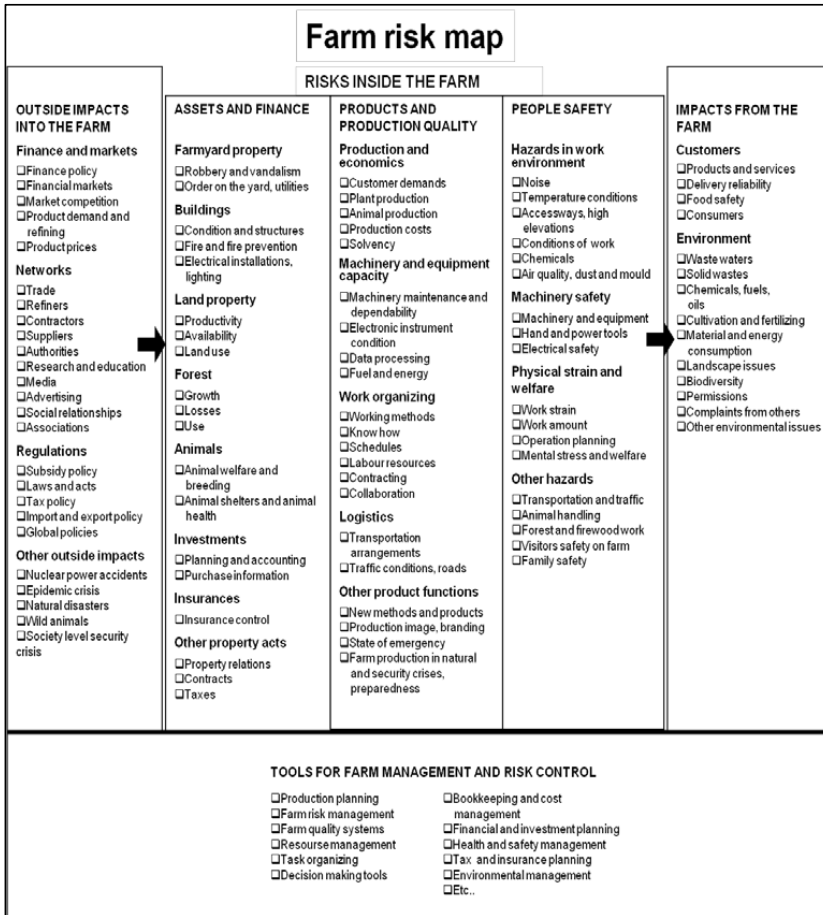 Farm risk map
RISKS INSIDE THE FARM
OUTSIDE IMPACTS
INTO THE FARM
Finance and markets
❑Finance policy
❑Financial markets
❑Market competition
❑Product demand and
refining
❑Product prices
Networks
❑Trade
❑Refiners
❑Contractors
❑Suppliers
❑Authorities
❑Research and education
❑Media
❑Advertising
❑Social relationships
❑Associations
Regulations
❑Subsidy policy
❑Laws and acts
❑Tax policy
❑Import and export policy
❑Global policies
Other outside impacts
❑Nuclear power accidents
❑Epidemic crisis
❑Natural disasters
❑Wild animals
❑Society level security
crisis
ASSETS AND FINANCE
Farmyard property
❑Robbery and vandalism
❑Order on the yard, utilities
Buildings
❑Condition and structures
❑Fire and fire prevention
❑Electrical installations,
lighting
Land property
❑Productivity
❑Availability
❑Land use
Forest
❑Growth
❑Losses
❑Use
Animals
❑Animal welfare and
breeding
❑Animal shelters and animal
health
Investments
❑Planning and accounting
❑Purchase information
Insurances
❑Insurance control
Other property acts
❑Property relations
❑Contracts
❑Taxes
PRODUCTS AND
PRODUCTION QUALITY
Production and
economics
❑Customer demands
❑Plant production
❑Animal production
❑Production costs
❑Solvency
Machinery and equipment
capacity
❑Machinery maintenance and
dependability
❑Electronic instrument
condition
❑Data processing
❑Fuel and energy
Work organizing
❑Working methods
❑Know how
❑Schedules
❑Labour resources
❑Contracting
❑Collaboration
Logistics
❑Transportation
arrangements
❑Traffic conditions, roads
Other product functions
❑New methods and products
❑Production image, branding
❑State of emergency
❑Farm production in natural
and security crises,
preparedness
PEOPLE SAFETY
Hazards in work
environment
❑Noise
❑Temperature conditions
❑Accessways, high
elevations
❑Conditions of work
❑Chemicals
❑Air quality, dust and mould
Machinery safety
❑Machinery and equipment
❑Hand and power tools
❑Electrical safety
Physical strain and
welfare
❑Work strain
❑Work amount
❑Operation planning
❑Mental stress and welfare
Other hazards
❑Transportation and traffic
❑Animal handling
❑Forest and firewood work
❑Visitors safety on farm
❑Family safety
IMPACTS FROM THE
FARM
Customers
❑Products and services
❑Delivery reliability
❑Food safety
❑Consumers
Environment
❑Waste waters
❑Solid wastes
❑Chemicals, fuels,
oils
❑Cultivation and fertilizing
❑Material and energy
consumption
❑Landscape issues
❑Biodiversity
❑Permissions
❑Complaints from others
❑Other environmental issues
TOOLS FOR FARM MANAGEMENT AND RISK CONTROL
❑Production planning
❑Farm risk management
❑Farm quality systems
❑Resourse management
❑Task organizing
❑Decision making tools
❑Bookkeeping and cost
management
❑Financial and investment planning
❑Health and safety management
❑Tax and insurance planning
❑Environmental management
❑Etc..